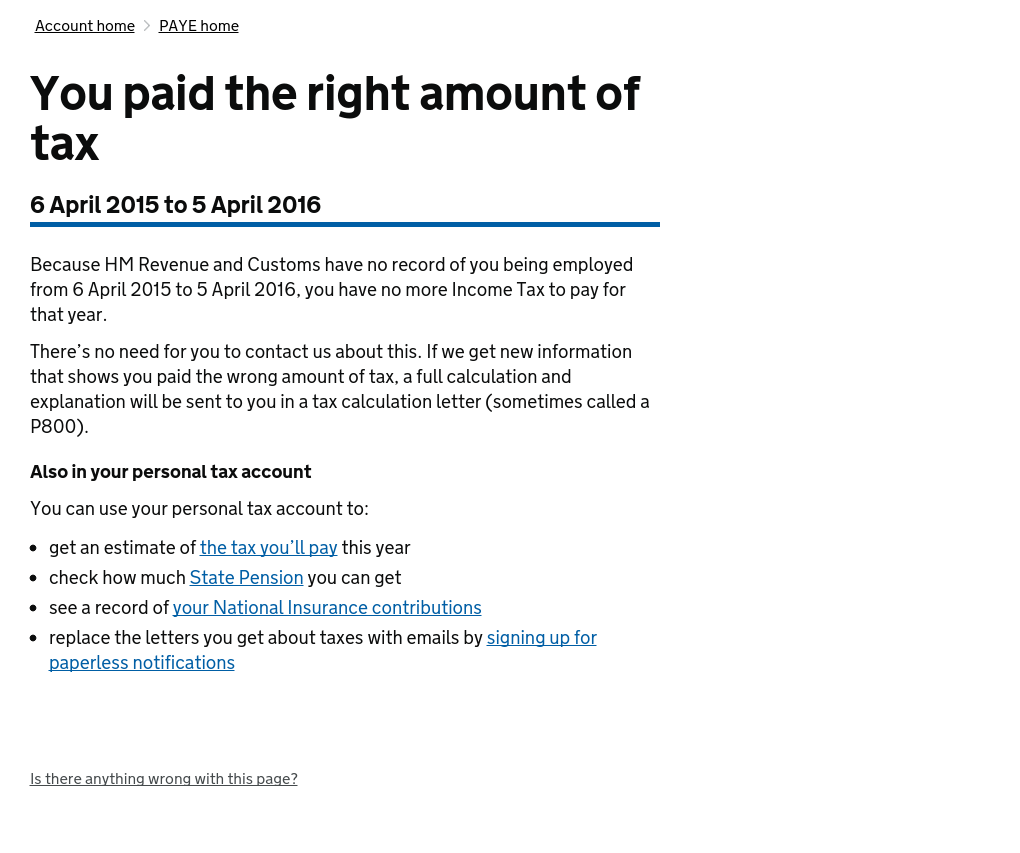 Account home > PAYE home
You paid the right amount of
tax
6 April 2015 to 5 April 2016
Because HM Revenue and Customs have no record of you being employed
from 6 April 2015 to 5 April 2016, you have no more Income Tax to pay for
that year.
There’s no need for you to contact us about this. If we get new information
that shows you paid the wrong amount of tax, a full calculation and
explanation will be sent to you in a tax calculation letter (sometimes called a
P800).
Also in your personal tax account
You can use your personal tax account to:
• get an estimate of the tax you’ll pay this year
• check how much State Pension you can get
• see a record of your National Insurance contributions
• replace the letters you get about taxes with emails by signing up for
paperless notifications
Is there anything wrong with this page?